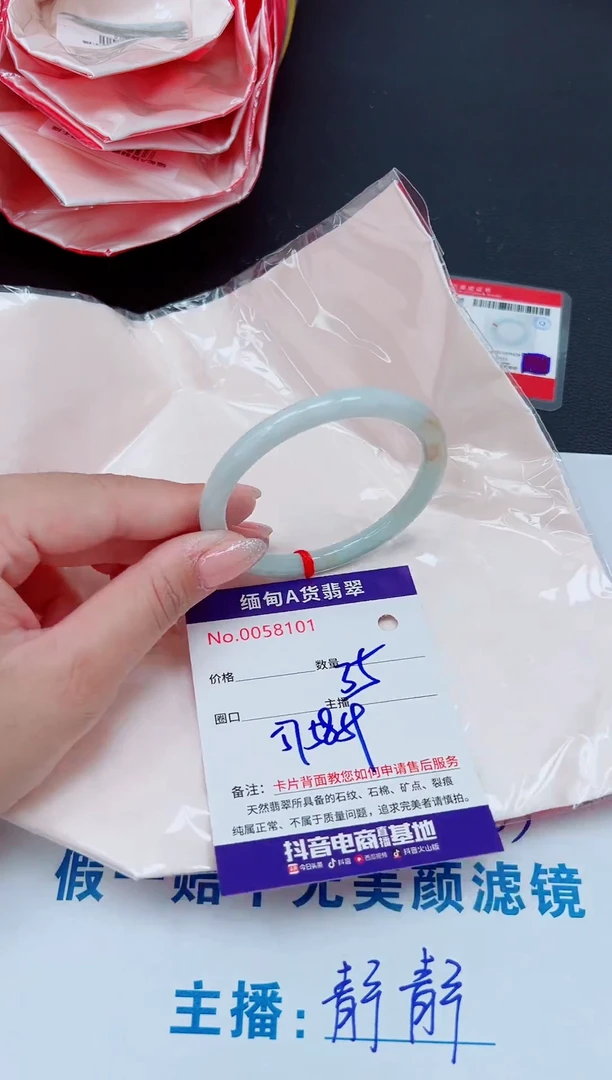 缅甸A货翡翠
No.0058101
价格 数量
35
圈口 主播
备注：卡片背面教您如何申请售后服务
天然翡翠所具备的石纹、石棉、矿点、裂痕
纯属正常、不属于质量问题，追求完美者请慎拍。
抖音电商直播基地
今日头条 抖音 西瓜视频 抖音火山版
无美颜滤镜
主播：静静